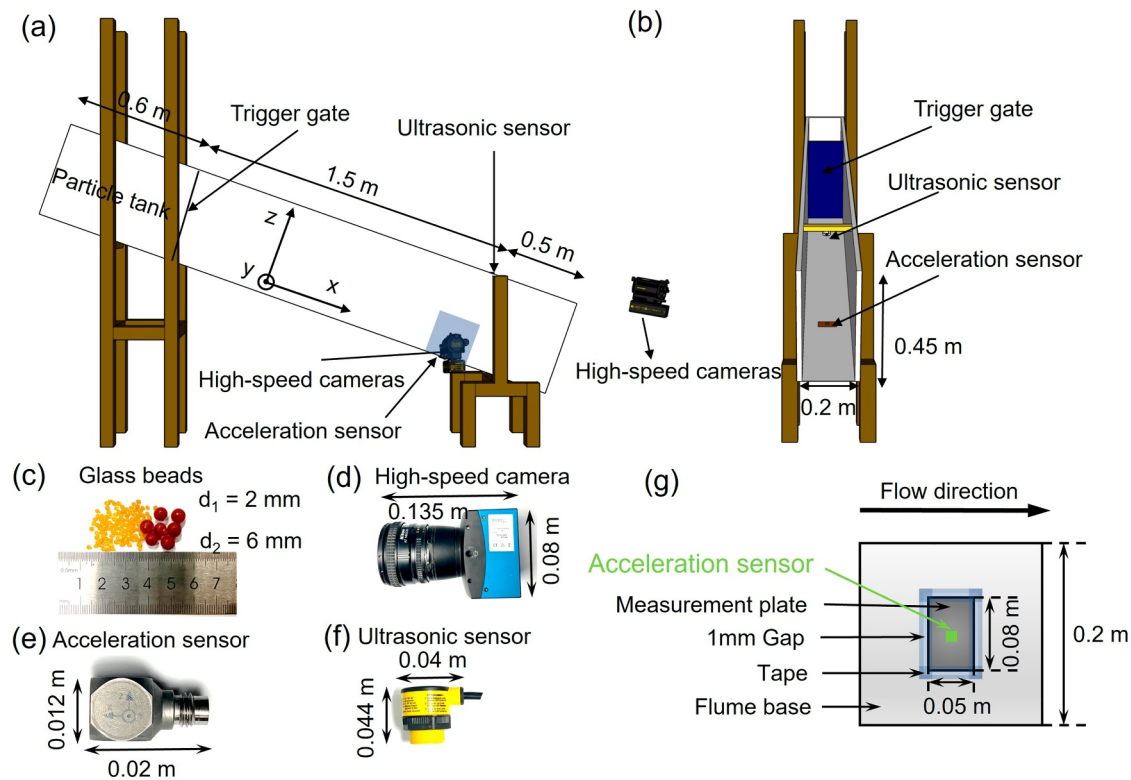 (a)
0.6 m
Trigger gate
Ultrasonic sensor
Particle tank
1.5 m
z
0.5 m
y
x
High-speed cameras
High-speed cameras
Acceleration sensor
(b)
Trigger gate
Ultrasonic sensor
Acceleration sensor
0.45 m
0.2 m
(c)
Glass beads
d1 = 2 mm
d2 = 6 mm
1 2 3 4 5 6 7
(d)
High-speed camera
0.135 m
0.08 m
(e) Acceleration sensor
0.012 m
0.02 m
(f) Ultrasonic sensor
0.04 m
0.044 m
(g)
Flow direction
Acceleration sensor
Measurement plate
1mm Gap
Tape
Flume base
0.08 m
0.05 m
0.2 m